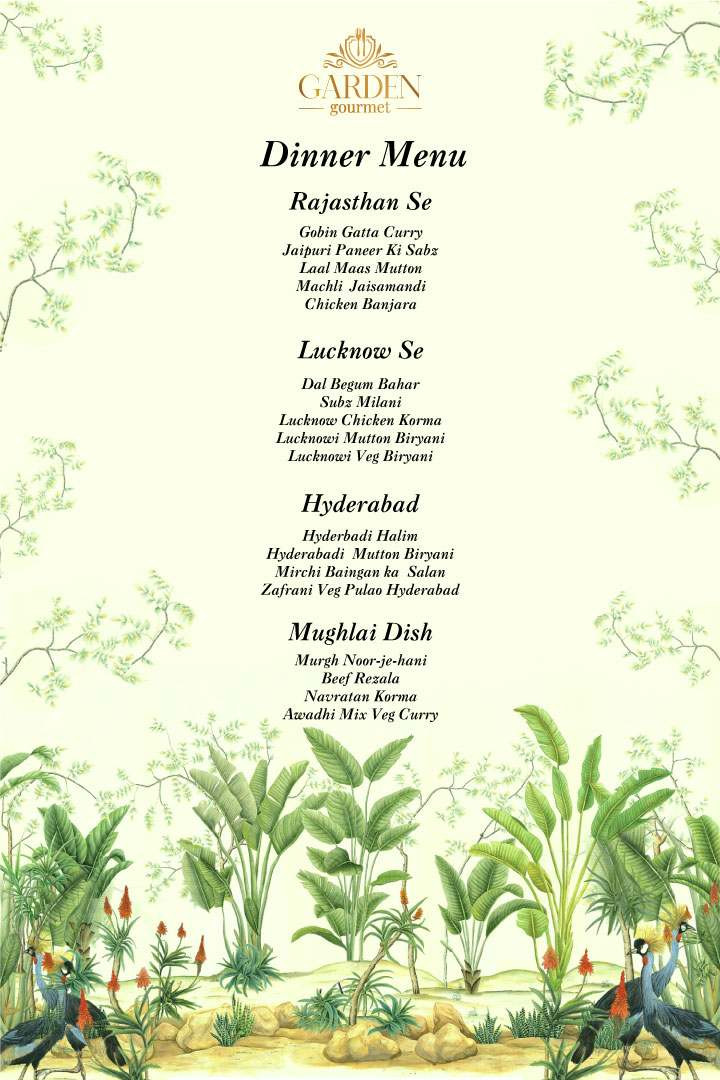 GARDEN
gourmet
Dinner Menu
Rajasthan Se
Gobin Gatta Curry
Jaipuri Paneer Ki Sabz
Laal Maas Mutton
Machli Jaisamandi
Chicken Banjara
Lucknow Se
Dal Begum Bahar
Subz Milani
Lucknow Chicken Korma
Lucknowi Mutton Biryani
Lucknowi Veg Biryani
Hyderabad
Hyderbadi Halim
Hyderabadi Mutton Biryani
Mirchi Baingan ka Salan
Zafrani Veg Pulao Hyderabad
Mughlai Dish
Murgh Noor-je-hani
Beef Rezala
Navratan Korma
Awadhi Mix Veg Curry